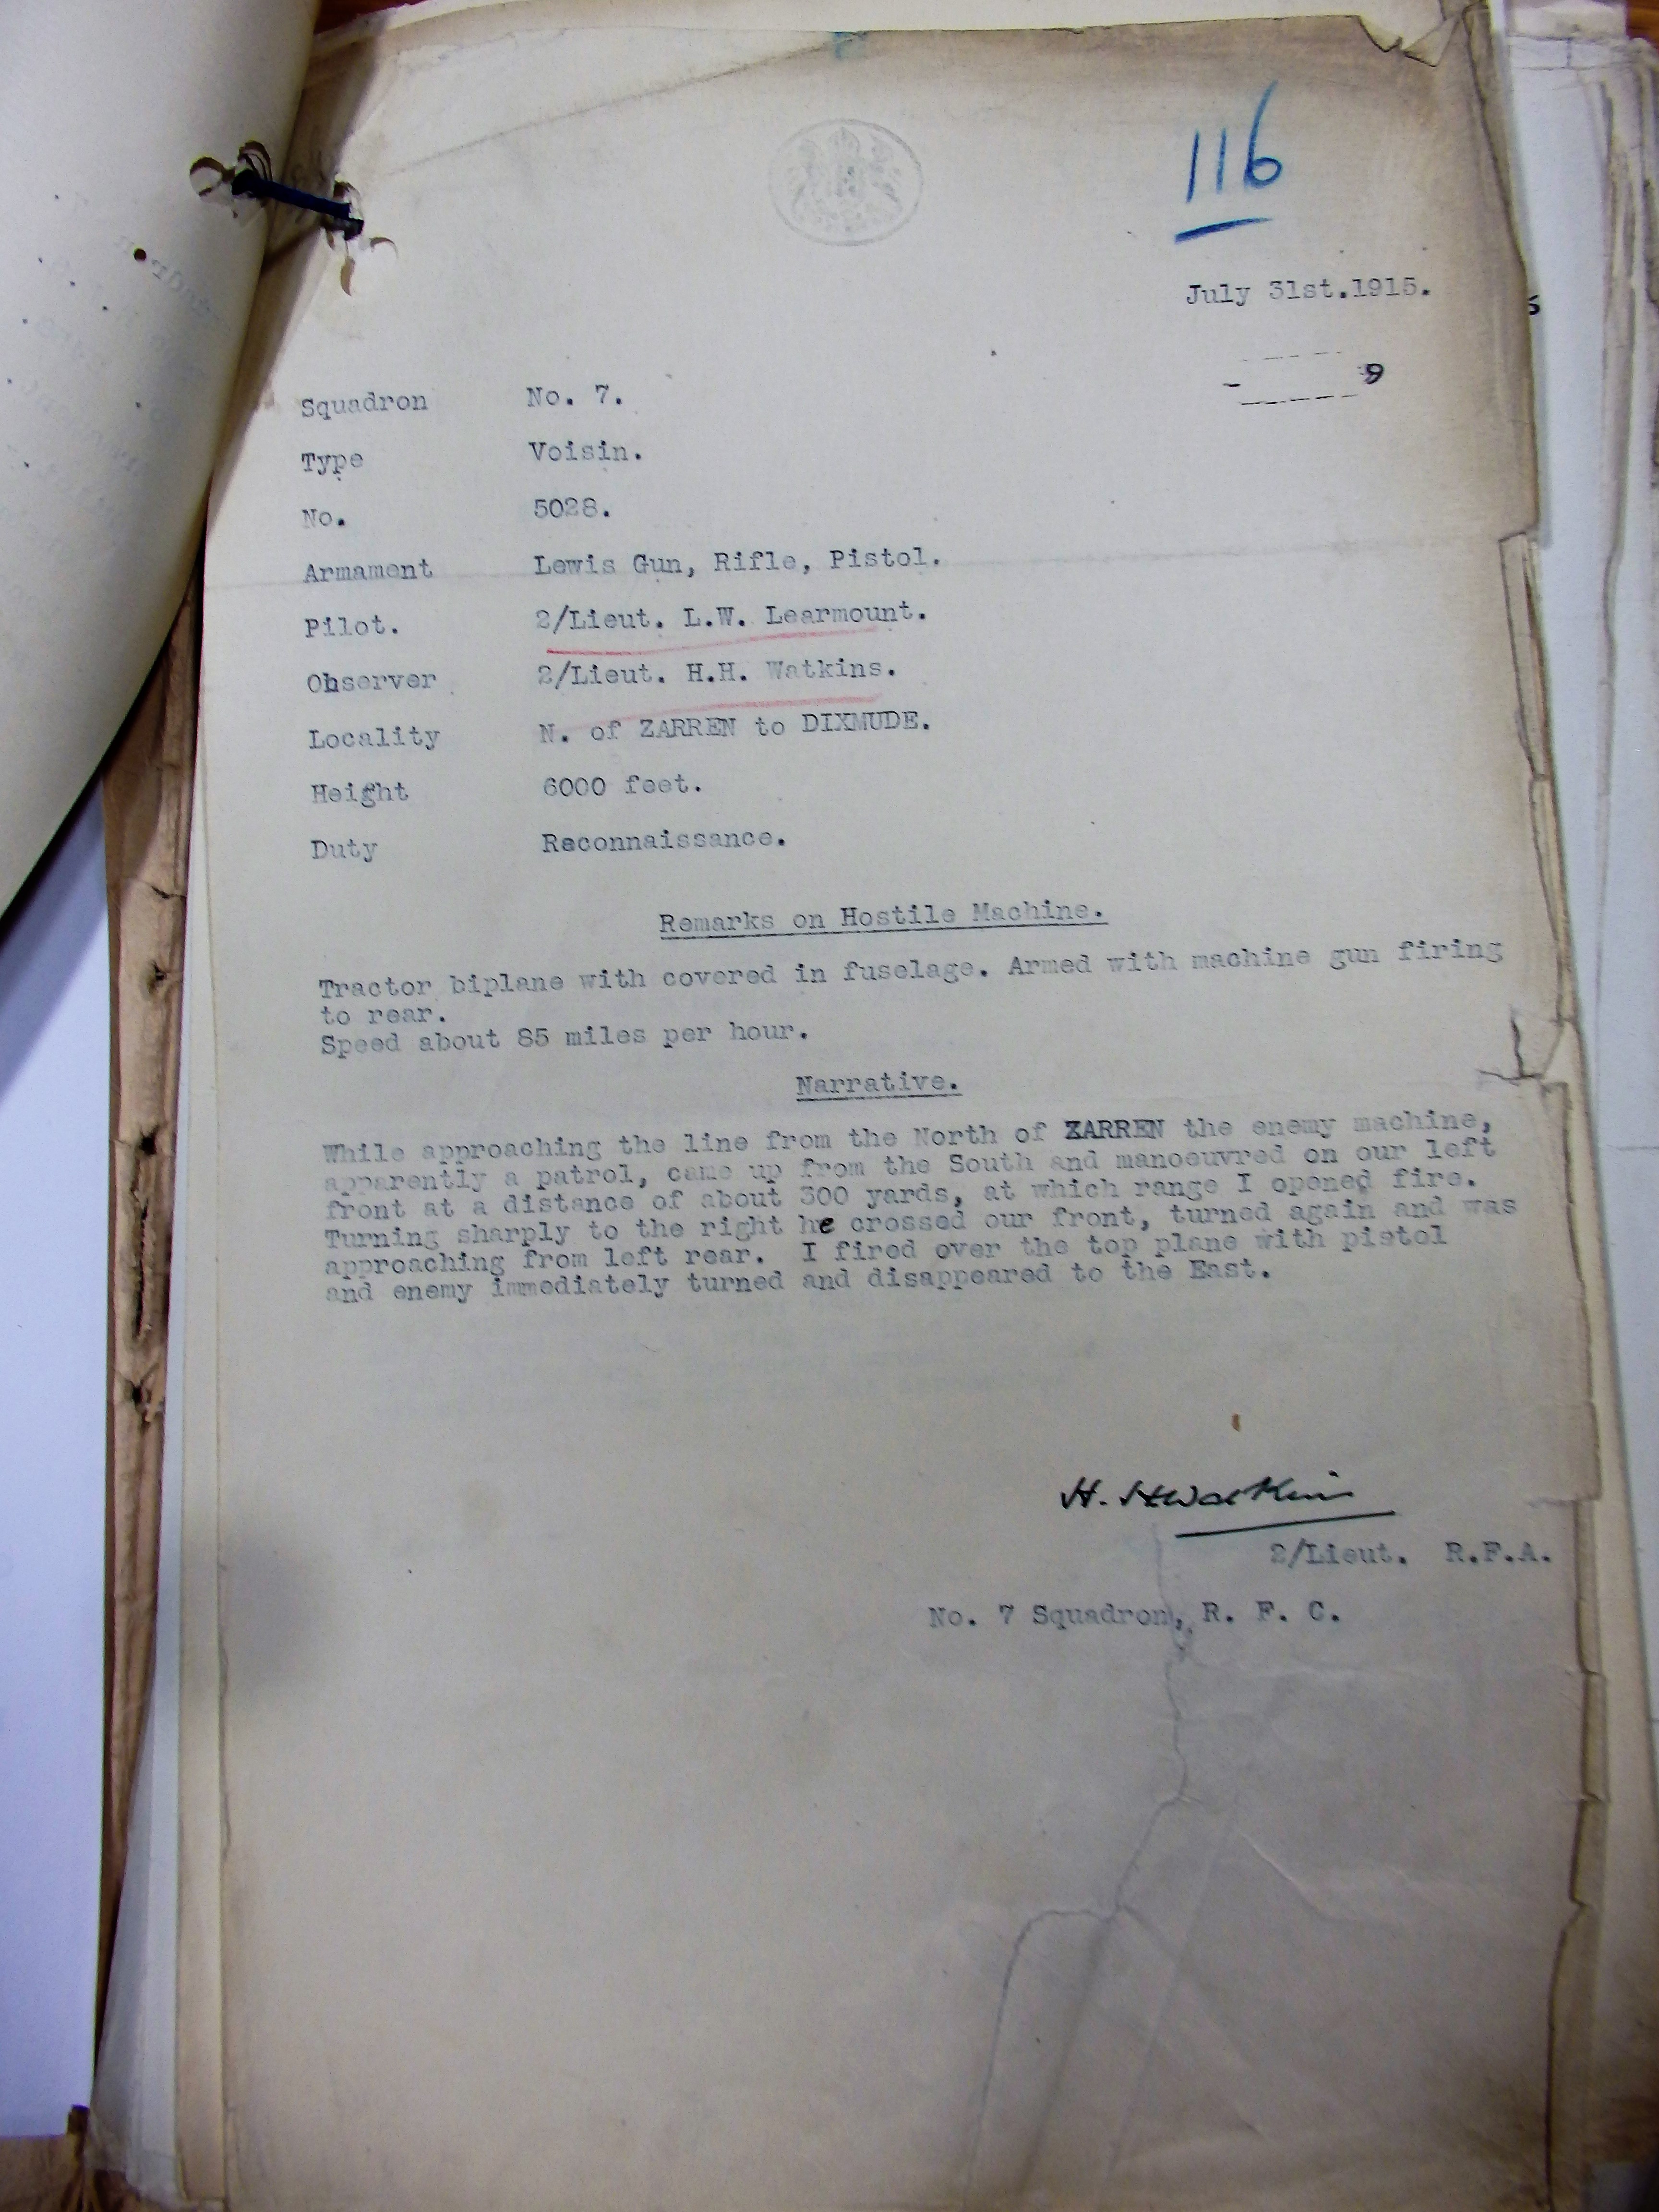 116
July 31st.1915.
9
Squadron No. 7.
Type Voisin.
No. 5028.
Armament Lewis Gun, Rifle, Pistol.
Pilot. 2/Lieut. L.W. Learmount.
Observer 2/Lieut. H.H. Watkins.
Locality N. of ZARREN to DIXMUDE.
Height 6000 feet.
Duty Reconnaissance.
Remarks on Hostile Machine.
Tractor biplane with covered in fuselage. Armed with machine gun firing
to rear.
Speed about 85 miles per hour.
Narrative.
While approaching the line from the North of ZARREN the enemy machine,
apparently a patrol, came up from the South and manoeuvred on our left
front at a distance of about 300 yards, at which range I opened fire.
Turning sharply to the right he crossed our front, turned again and was
approaching from left rear. I fired over the top plane with pistol
and enemy immediately turned and disappeared to the East.
H. H Watkins
2/Lieut. R.F.A.
No. 7 Squadron, R. F. C.